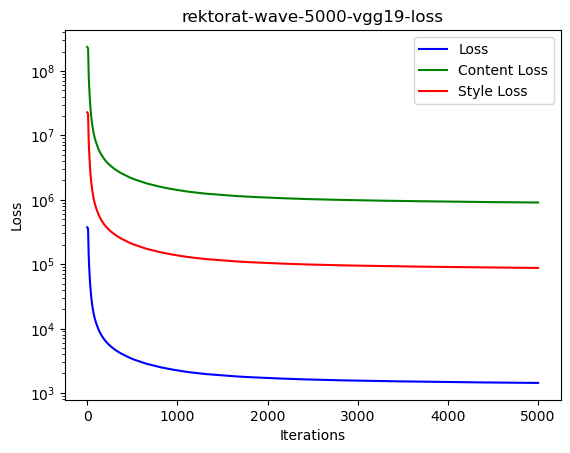 rektorat-wave-5000-vgg19-loss
Loss
Content Loss
Style Loss
10^8
10^7
10^6
10^5
10^4
10^3
Loss
0 1000 2000 3000 4000 5000
Iterations